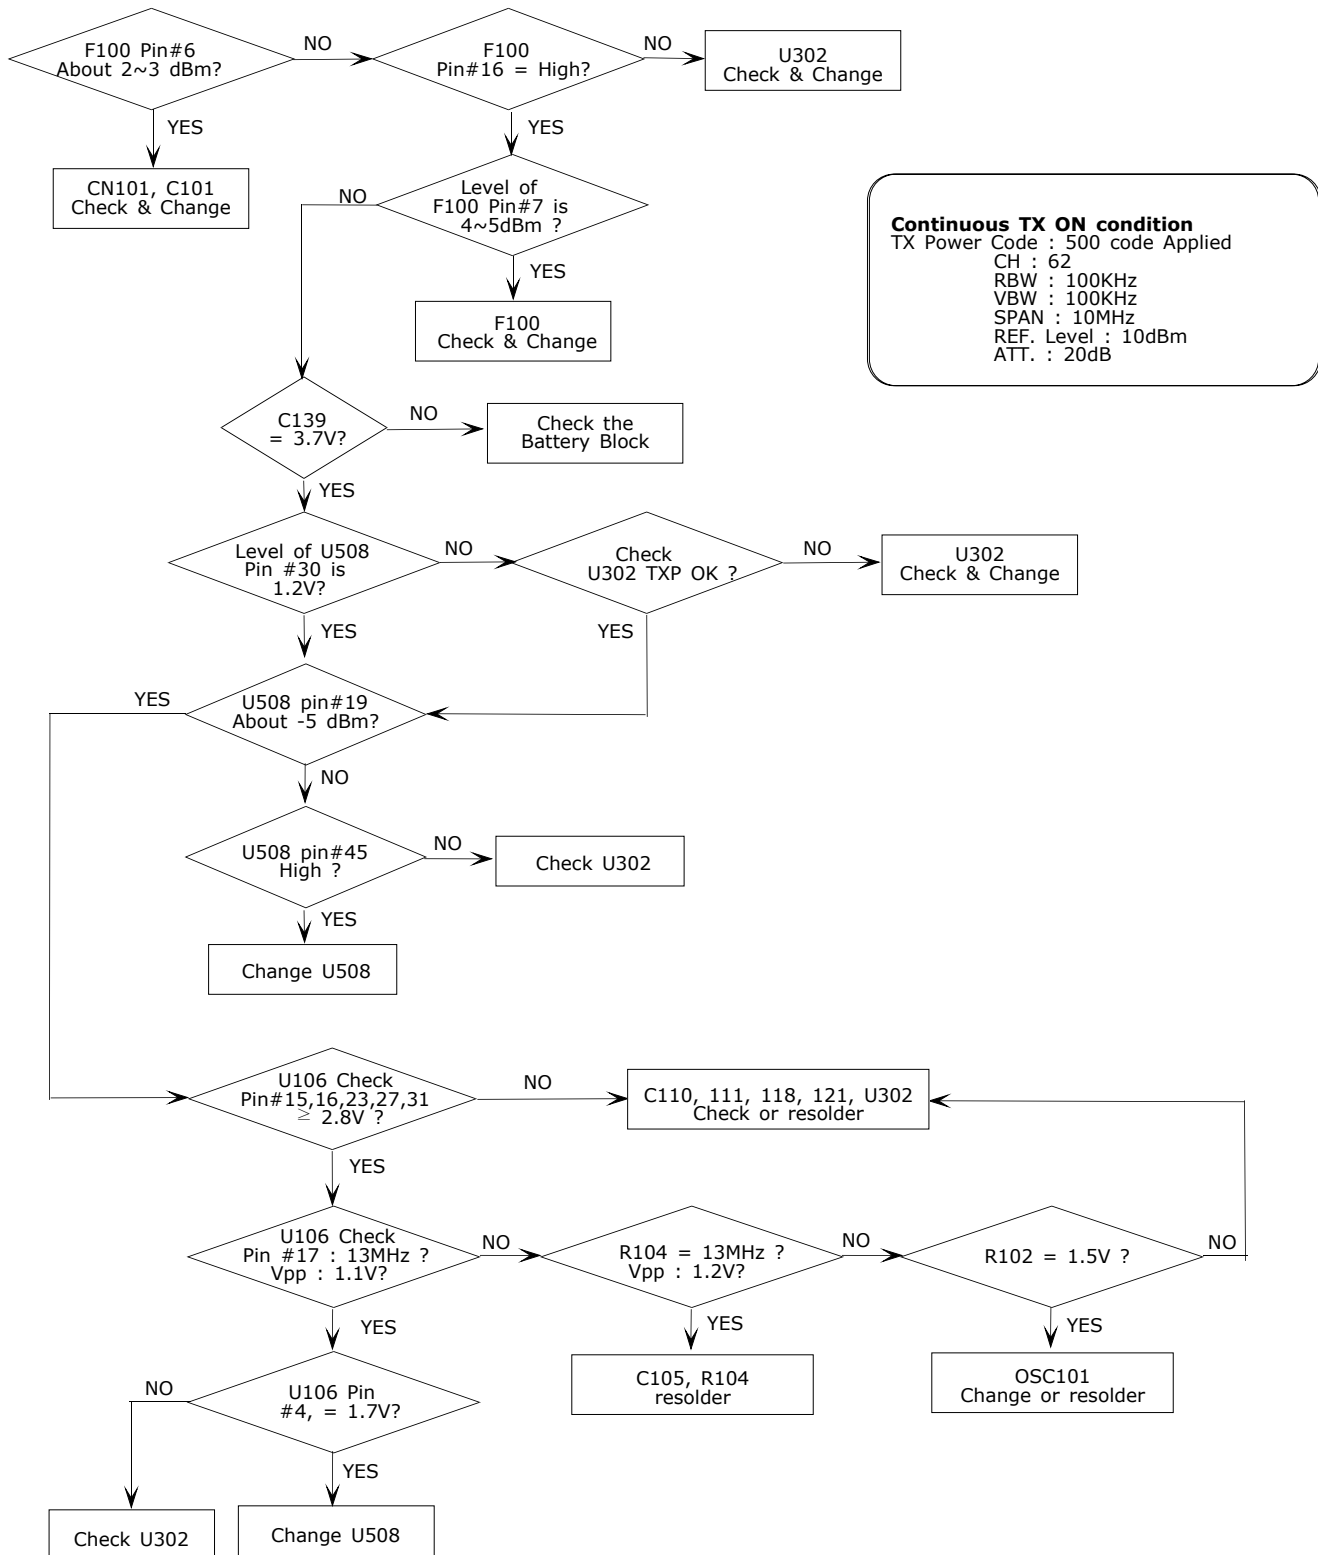 F100 Pin#6
About 2~3 dBm?
NO
F100
Pin#16 = High?
NO
U302
Check & Change
YES
YES
CN101, C101
Check & Change
NO
Level of
F100 Pin#7 is
4~5dBm ?
YES
F100
Check & Change
Continuous TX ON condition
TX Power Code : 500 code Applied
CH : 62
RBW : 100KHz
VBW : 100KHz
SPAN : 10MHz
REF. Level : 10dBm
ATT. : 20dB
C139
= 3.7V?
NO
Check the
Battery Block
YES
Level of U508
Pin #30 is
1.2V?
NO
Check
U302 TXP OK ?
NO
U302
Check & Change
YES
YES
YES
U508 pin#19
About -5 dBm?
NO
U508 pin#45
High ?
NO
Check U302
YES
Change U508
U106 Check
Pin#15,16,23,27,31
≥ 2.8V ?
NO
C110, 111, 118, 121, U302
Check or resolder
YES
U106 Check
Pin #17 : 13MHz ?
Vpp : 1.1V?
NO
R104 = 13MHz ?
Vpp : 1.2V?
NO
R102 = 1.5V ?
NO
YES
YES
YES
C105, R104
resolder
OSC101
Change or resolder
NO
U106 Pin
#4, = 1.7V?
YES
Check U302
Change U508